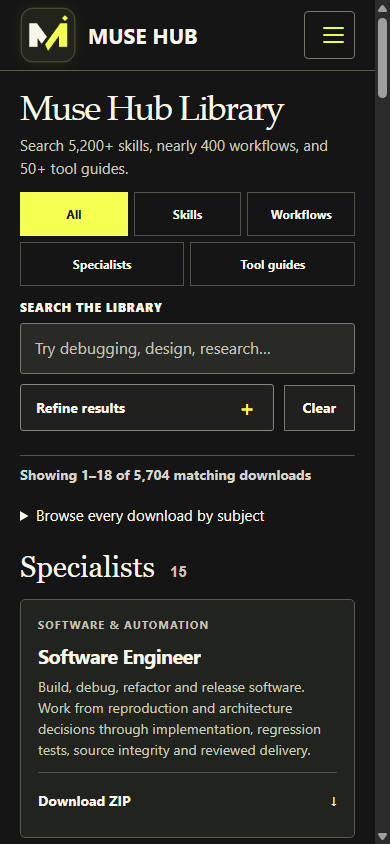 MUSE HUB
Muse Hub Library
Search 5,200+ skills, nearly 400 workflows, and
50+ tool guides.
All
Skills
Workflows
Specialists
Tool guides
SEARCH THE LIBRARY
Try debugging, design, research...
Refine results +
Clear
Showing 1–18 of 5,704 matching downloads
Browse every download by subject
Specialists 15
SOFTWARE & AUTOMATION
Software Engineer
Build, debug, refactor and release software.
Work from reproduction and architecture
decisions through implementation, regression
tests, source integrity and reviewed delivery.
Download ZIP ↓